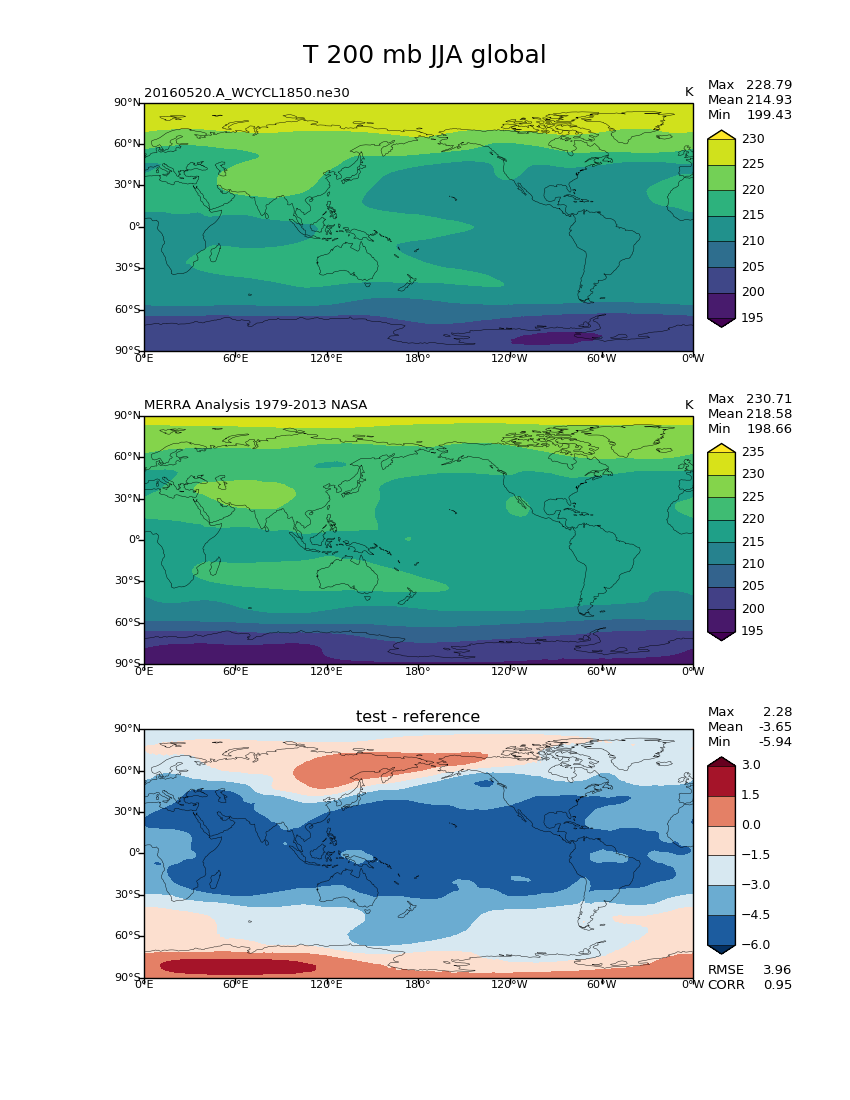 T 200 mb JJA global
20160520.A_WCYCL1850.ne30 K
Max 228.79
Mean 214.93
Min 199.43
90°N
60°N
30°N
0°
30°S
60°S
90°S
0°E 60°E 120°E 180° 120°W 60°W 0°W
230
225
220
215
210
205
200
195
MERRA Analysis 1979-2013 NASA K
Max 230.71
Mean 218.58
Min 198.66
90°N
60°N
30°N
0°
30°S
60°S
90°S
0°E 60°E 120°E 180° 120°W 60°W 0°W
235
230
225
220
215
210
205
200
195
test - reference
Max 2.28
Mean -3.65
Min -5.94
90°N
60°N
30°N
0°
30°S
60°S
90°S
0°E 60°E 120°E 180° 120°W 60°W 0°W
3.0
1.5
0.0
−1.5
−3.0
−4.5
−6.0
RMSE 3.96
CORR 0.95